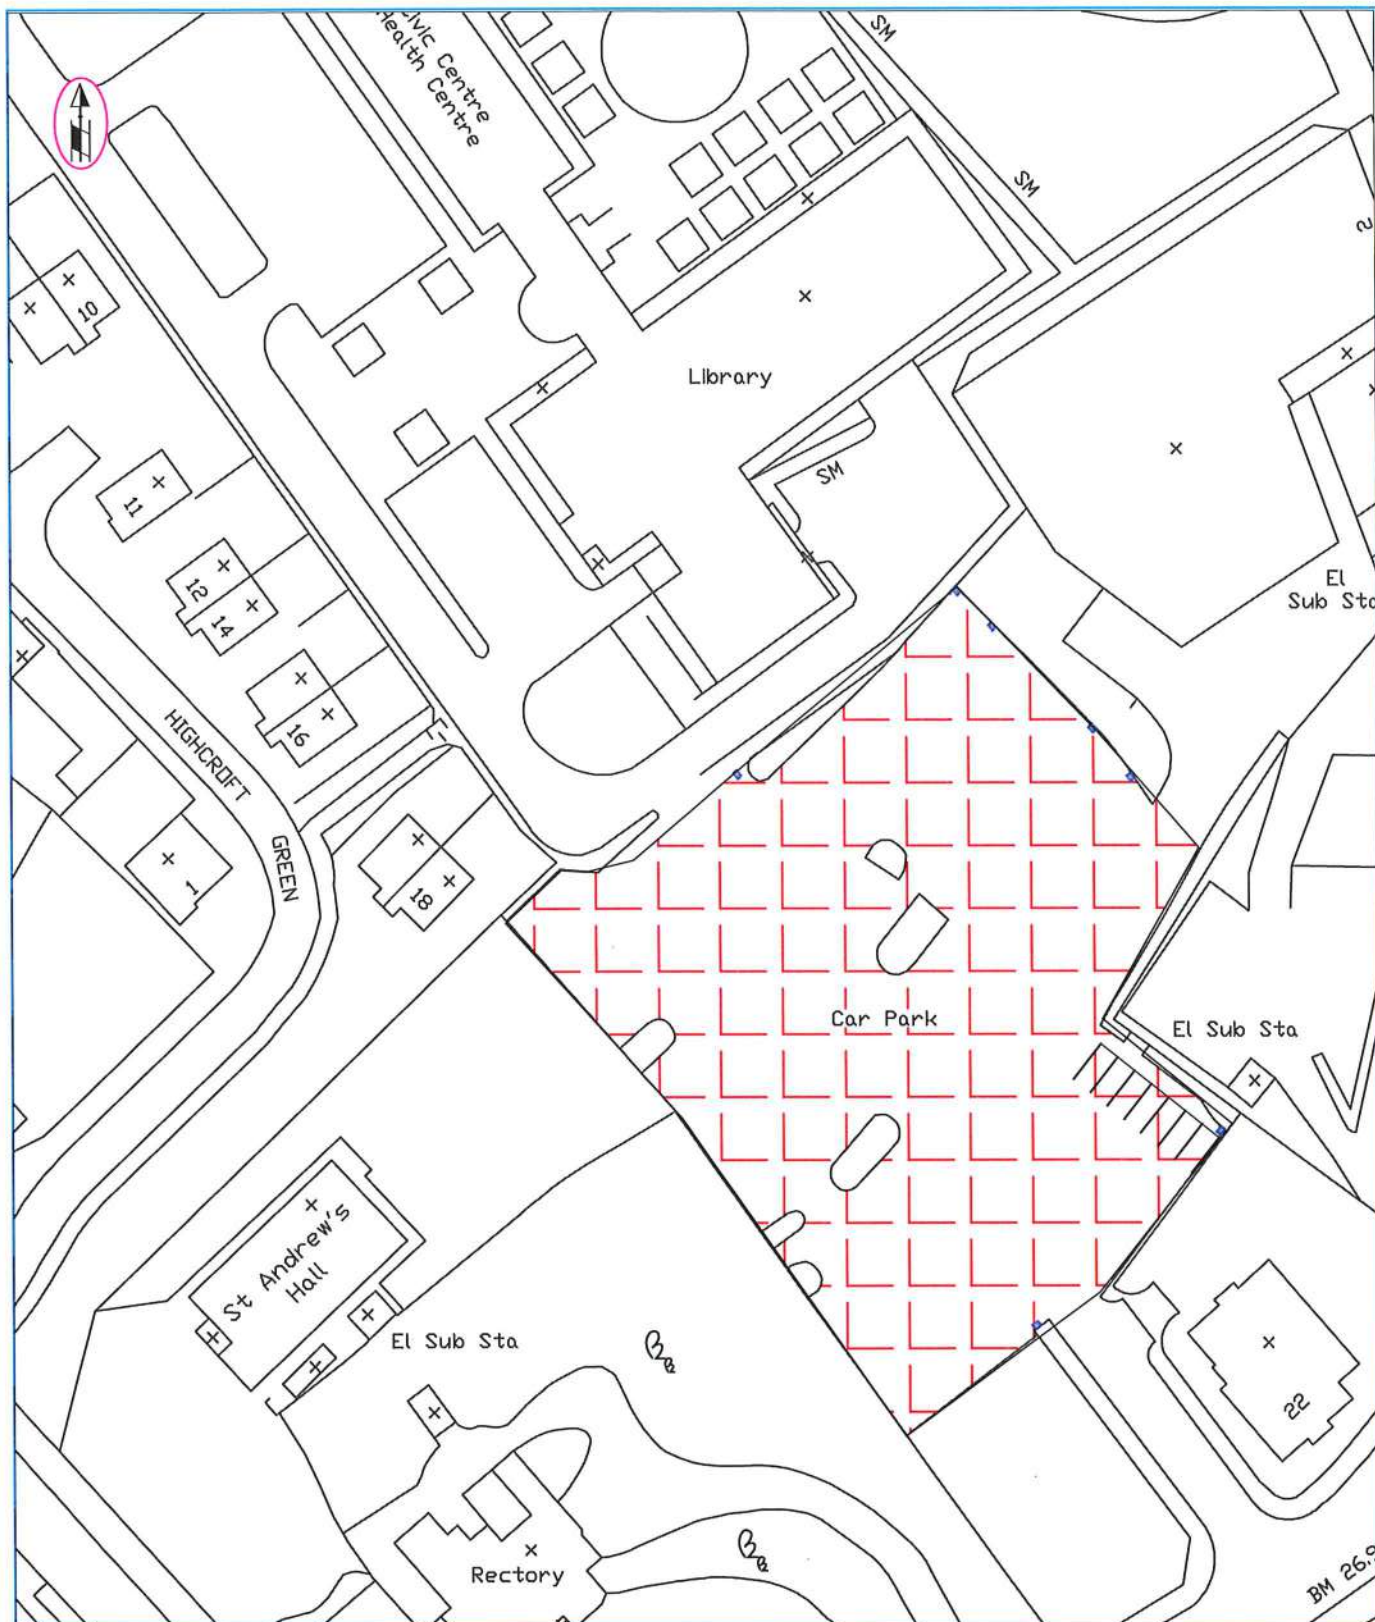 Civic Centre
Health Centre
SM
SM
2
10
Library
SM
11
12
14
16
HIGHCROFT
GREEN
1
18
El
Sub Sta
Car Park
El Sub Sta
St Andrew's
Hall
El Sub Sta
22
Rectory
BM 26.9